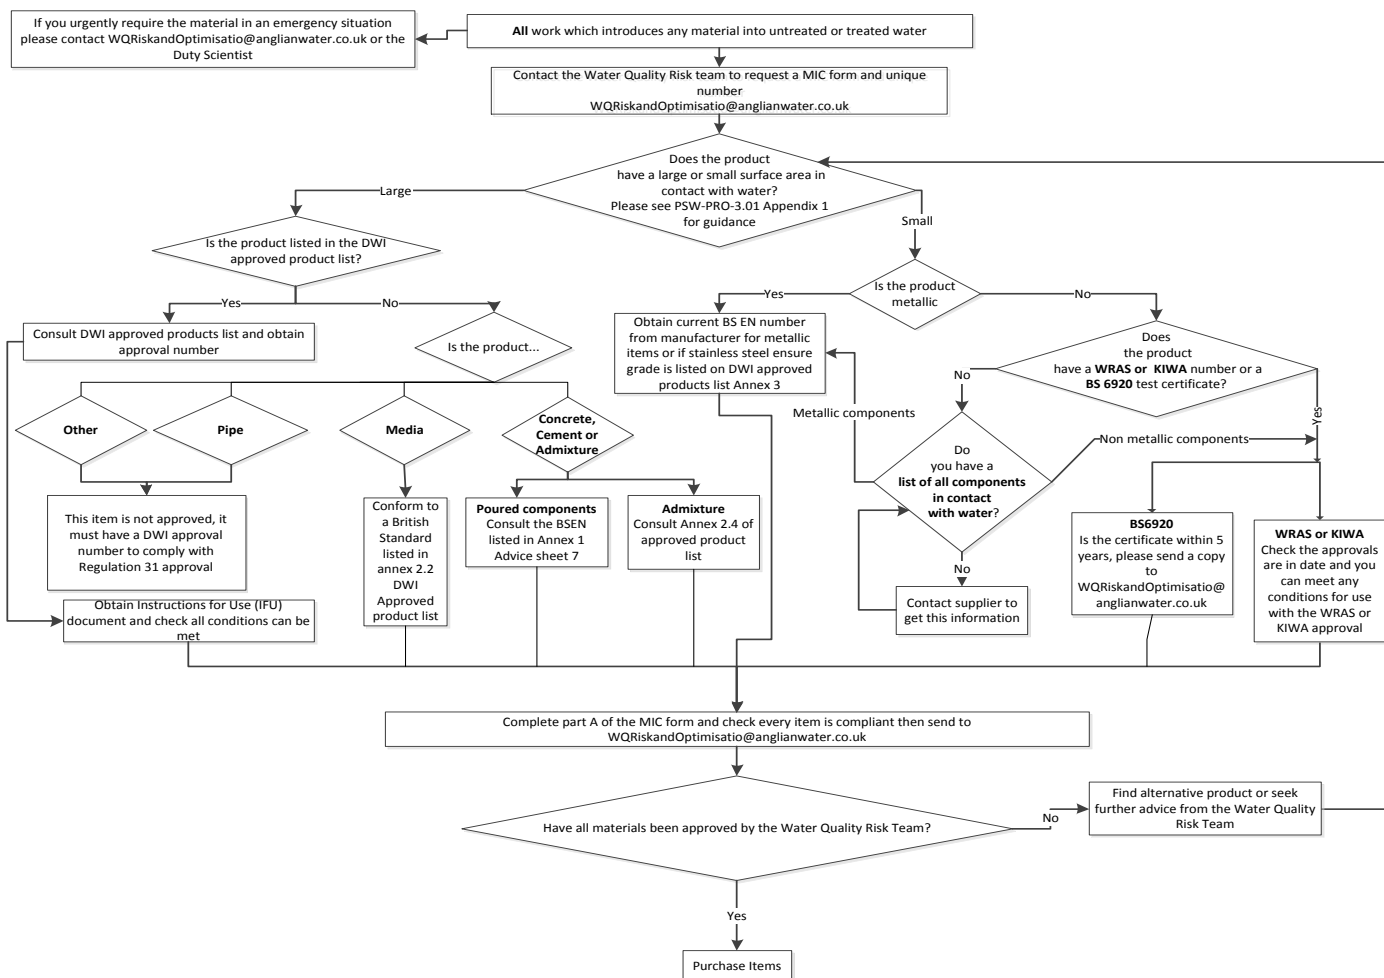 If you urgently require the material in an emergency situation
please contact WQRiskandOptimisatio@anglianwater.co.uk or the
Duty Scientist
All work which introduces any material into untreated or treated water
Contact the Water Quality Risk team to request a MIC form and unique
number
WQRiskandOptimisatio@anglianwater.co.uk
Does the product
have a large or small surface area in
contact with water?
Please see PSW-PRO-3.01 Appendix 1
for guidance
Large
Small
Is the product listed in the DWI
approved product list?
Yes
No
Is the product
metallic
Yes
No
Consult DWI approved products list and obtain
approval number
Is the product...
Obtain current BS EN number
from manufacturer for metallic
items or if stainless steel ensure
grade is listed on DWI approved
products list Annex 3
Does
the product
have a WRAS or KIWA number or a
BS 6920 test certificate?
No
Yes
Metallic components
Non metallic components
Other
Pipe
Media
Concrete,
Cement or
Admixture
Do
you have a
list of all components
in contact
with water?
No
This item is not approved, it
must have a DWI approval
number to comply with
Regulation 31 approval
Conform to
a British
Standard
listed in
annex 2.2
DWI
Approved
product list
Poured components
Consult the BSEN
listed in Annex 1
Advice sheet 7
Admixture
Consult Annex 2.4 of
approved product
list
BS6920
Is the certificate within 5
years, please send a copy
to
WQRiskandOptimisatio@
anglianwater.co.uk
WRAS or KIWA
Check the approvals
are in date and you
can meet any
conditions for use
with the WRAS or
KIWA approval
Contact supplier to
get this information
Obtain Instructions for Use (IFU)
document and check all conditions can be
met
Complete part A of the MIC form and check every item is compliant then send to
WQRiskandOptimisatio@anglianwater.co.uk
Have all materials been approved by the Water Quality Risk Team?
No
Find alternative product or seek
further advice from the Water Quality
Risk Team
Yes
Purchase Items